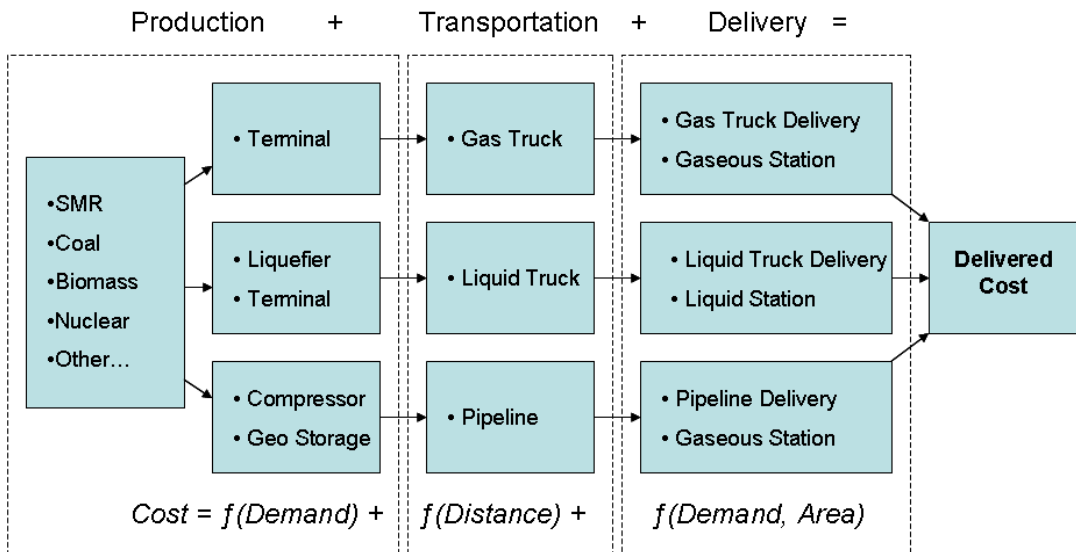 Production + Transportation + Delivery =
•SMR
•Coal
•Biomass
•Nuclear
•Other…
• Terminal
• Gas Truck
• Gas Truck Delivery
• Gaseous Station
• Liquefier
• Terminal
• Liquid Truck
• Liquid Truck Delivery
• Liquid Station
• Compressor
• Geo Storage
• Pipeline
• Pipeline Delivery
• Gaseous Station
Delivered
Cost
Cost = ƒ(Demand) + ƒ(Distance) + ƒ(Demand, Area)